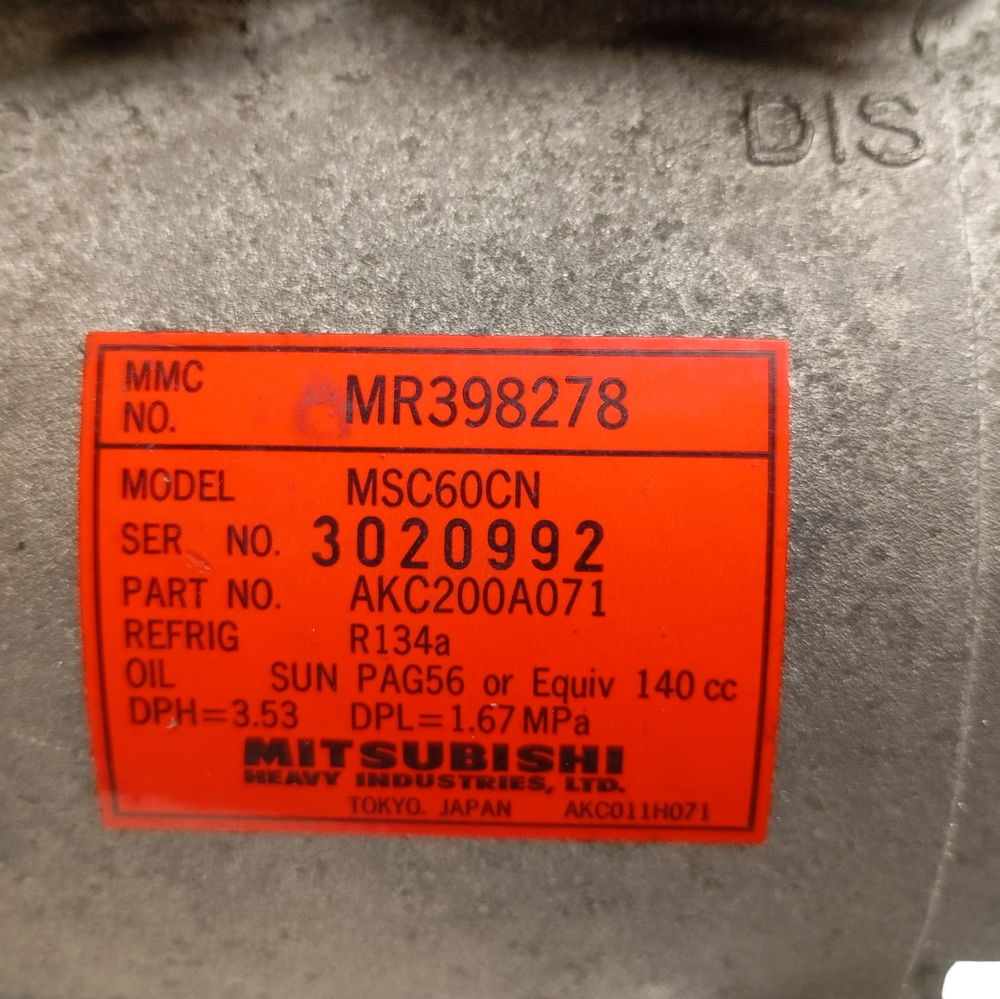 DIS
MMC
NO. MR398278
MODEL MSC60CN
SER NO. 3020992
PART NO. AKC200A071
REFRIG R134a
OIL SUN PAG56 or Equiv 140 cc
DPH=3.53 DPL=1.67 MPa
MITSUBISHI
HEAVY INDUSTRIES, LTD.
TOKYO. JAPAN AKC011H071